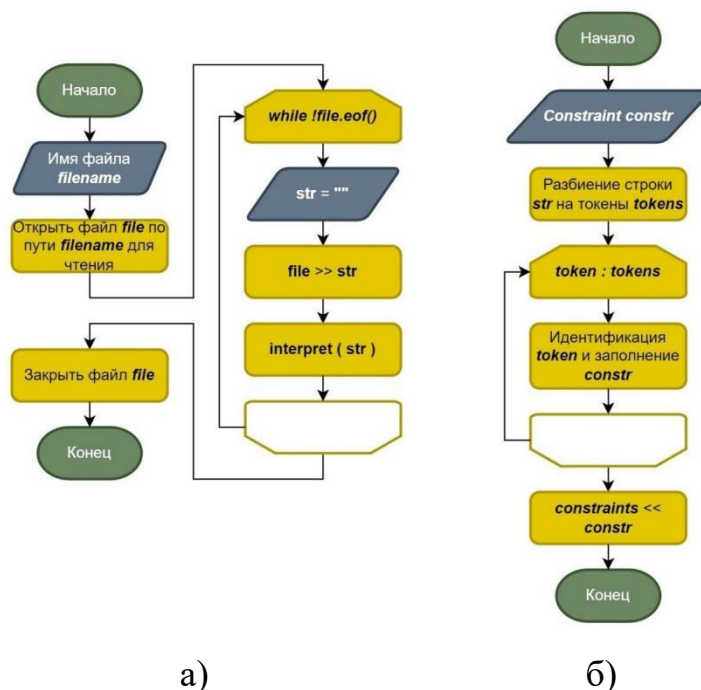 Начало
Имя файла
filename
Открыть файл file по
пути filename для
чтения
while !file.eof()
str = ""
file >> str
interpret ( str )
Закрыть файл file
Конец
а)
Начало
Constraint constr
Разбиение строки
str на токены tokens
token : tokens
Идентификация
token и заполнение
constr
constraints <<
constr
Конец
б)